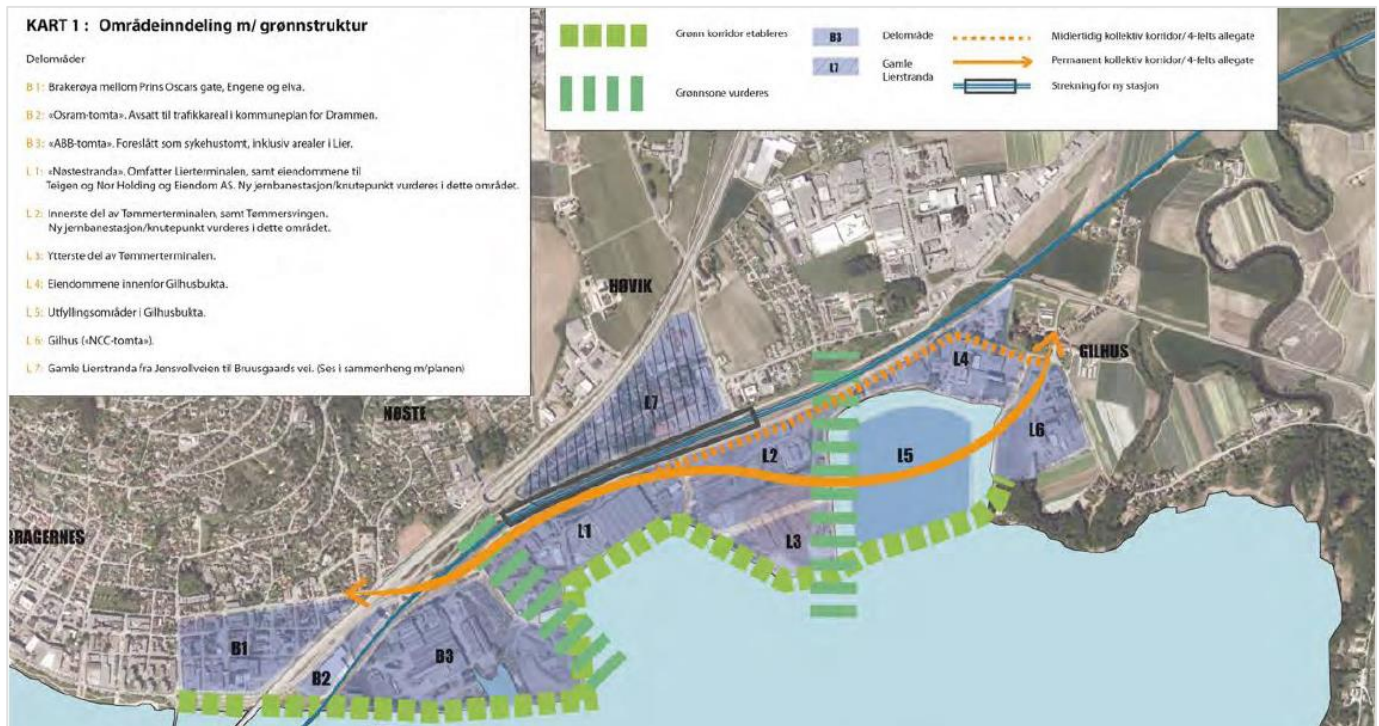 KART 1 : Områdeinndeling m/ grønnstruktur
Delområder
B 1: Brakerøya mellom Prins Oscars gate, Engene og elva.
B 2: «Osram-tomta». Avsatt til trafikkareal i kommuneplan for Drammen.
B 3: «ABB-tomta». Foreslått som sykehustomt, inklusiv arealer i Lier.
L 1: «Nøstestranda». Omfatter Lierterminalen, samt eiendommene til
Teigen og Nor Holding og Eiendom AS. Ny jernbanestasjon/knutepunkt vurderes i dette området.
L 2: Innerste del av Tømmerterminalen, samt Tømmersvingen.
Ny jernbanestasjon/knutepunkt vurderes i dette området.
L 3: Ytterste del av Tømmerterminalen.
L 4: Eiendommene innenfor Gilhusbukta.
L 5: Utfyllingsområder i Gilhusbukta.
L 6: Gilhus («NCC-tomta»).
L 7: Gamle Lierstranda fra Jensvollveien til Bruusgaards vei. (Ses i sammenheng m/planen)
Grønn korridor etableres
Grønnsone vurderes
B3
Delområde
L7
Gamle
Lierstranda
Midlertidig kollektiv korridor/ 4-felts allegate
Permanent kollektiv korridor/ 4-felts allegate
Strekning for ny stasjon
HØVIK
GILHUS
L4
L7
NØSTE
L6
L2
L5
L1
L3
BRAGERNES
B1
B3
B2